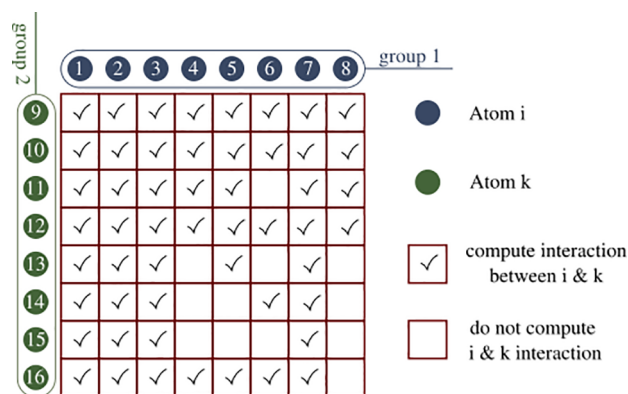 group 2
group 1
1 2 3 4 5 6 7 8
9
10
11
12
13
14
15
16
Atom i
Atom k
compute interaction
between i & k
do not compute
i & k interaction